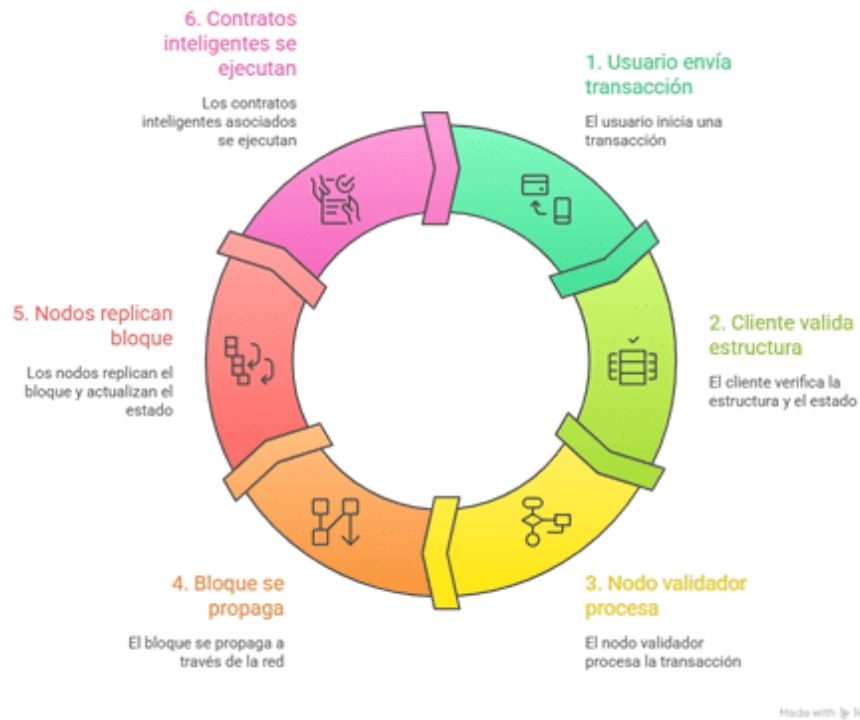 1. Usuario envía
transacción
El usuario inicia una
transacción
2. Cliente valida
estructura
El cliente verifica la
estructura y el estado
3. Nodo validador
procesa
El nodo validador
procesa la transacción
4. Bloque se
propaga
El bloque se propaga a
través de la red
5. Nodos replican
bloque
Los nodos replican el
bloque y actualizan el
estado
6. Contratos
inteligentes se
ejecutan
Los contratos
inteligentes asociados
se ejecutan
Made with